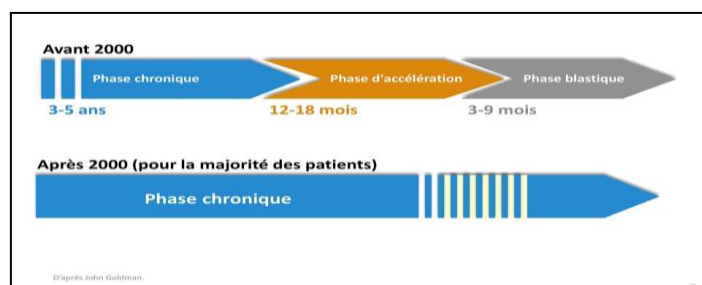 Avant 2000
Phase chronique
Phase d'accélération
Phase blastique
3-5 ans
12-18 mois
3-9 mois
Après 2000 (pour la majorité des patients)
Phase chronique
D'après John Goldman.